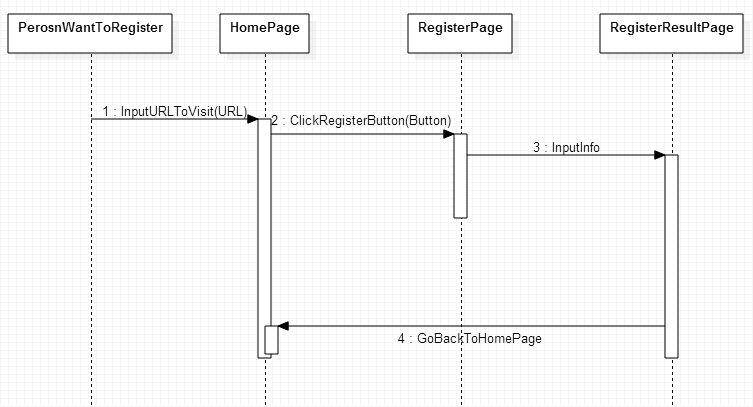 PerosnWantToRegister
HomePage
RegisterPage
RegisterResultPage
1 : InputURLToVisit(URL)
2 : ClickRegisterButton(Button)
3 : InputInfo
4 : GoBackToHomePage